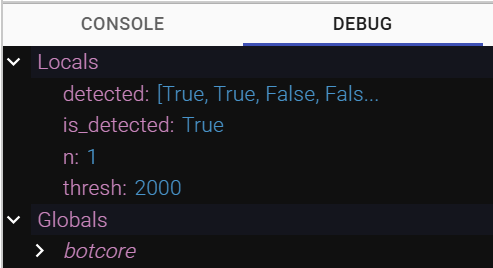 CONSOLE DEBUG
Locals
detected: [True, True, False, Fals...
is_detected: True
n: 1
thresh: 2000
Globals
botcore